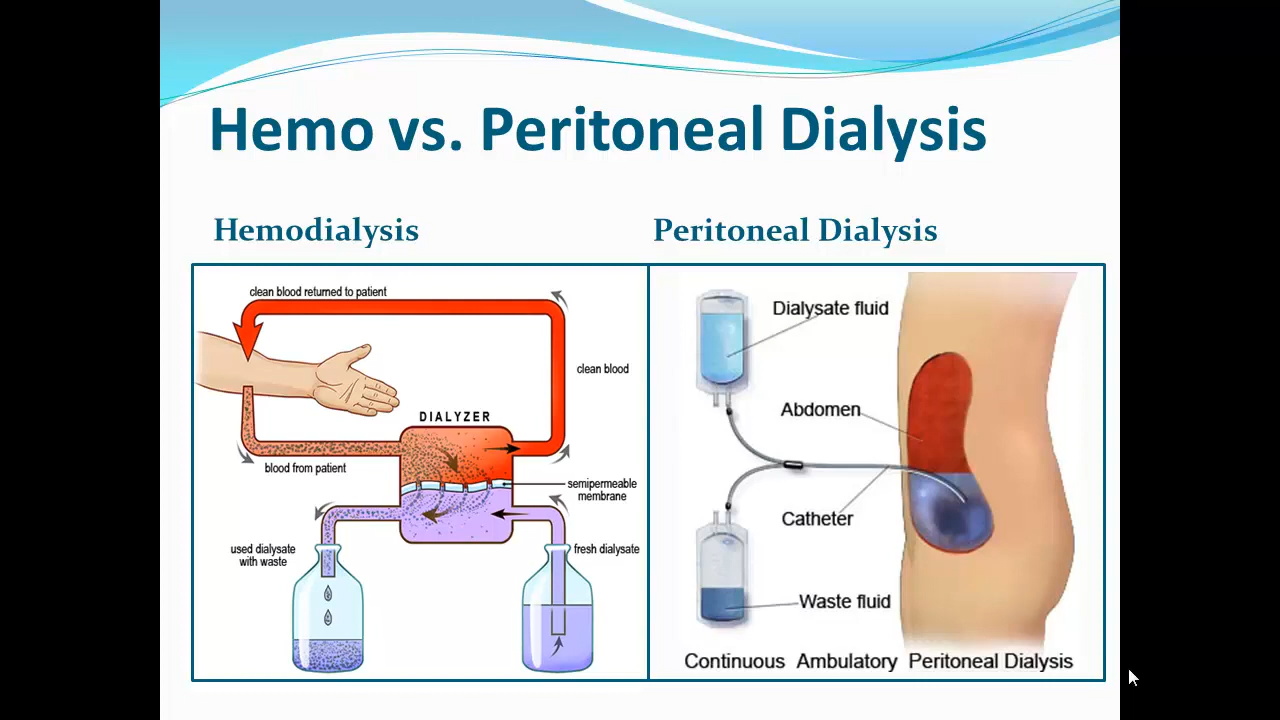 Hemo vs. Peritoneal Dialysis
Hemodialysis
clean blood returned to patient
clean blood
DIALYZER
blood from patient
semipermeable
membrane
used dialysate
with waste
fresh dialysate
Peritoneal Dialysis
Dialysate fluid
Abdomen
Catheter
Waste fluid
Continuous Ambulatory Peritoneal Dialysis